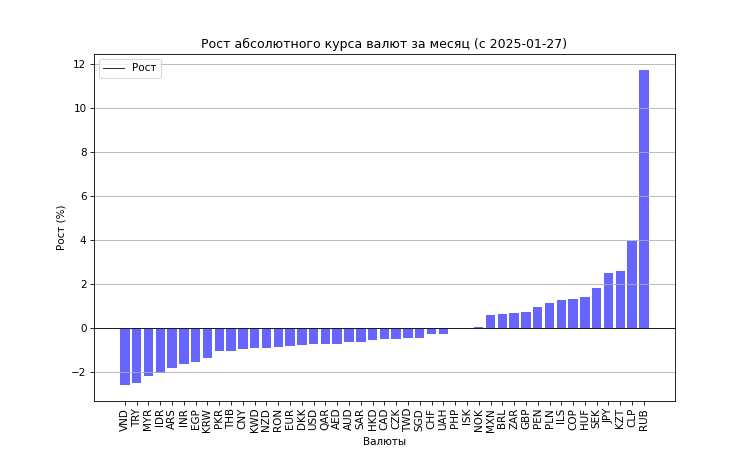 Рост абсолютного курса валют за месяц (с 2025-01-27)
Рост
12
10
8
6
4
2
0
−2
Рост (%)
VND TRY MYR IDR ARS INR EGP KRW PKR THB CNY KWD NZD RON EUR DKK USD QAR AED AUD SAR HKD CAD CZK TWD SGD CHF UAH PHP ISK NOK MXN BRL ZAR GBP PEN PLN ILS COP HUF SEK JPY KZT CLP RUB
Валюты